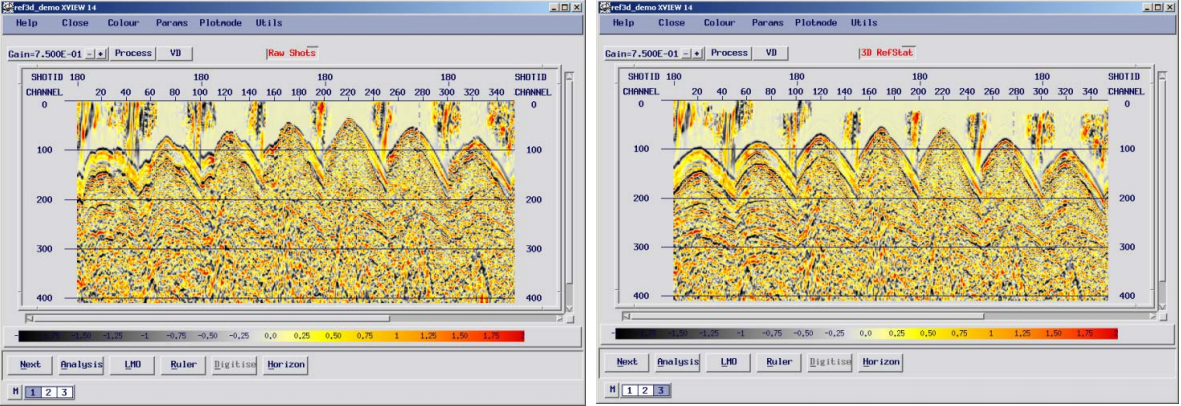 ref3d_demo XVIEW 14
Help Close Colour Params Plotmode Utils
Gain=7.500E-01 - + Process VD Raw Shots
SHOTID 180 180 180 180 SHOTID
CHANNEL 20 40 60 80 100 120 140 160 180 200 220 240 260 280 300 320 340 CHANNEL
0 0
100 100
200 200
300 300
400 400
-1.50 -1.25 -1 -0.75 -0.50 -0.25 0.0 0.25 0.50 0.75 1 1.25 1.50 1.75
Next Analysis LMO Ruler Digitise Horizon
M 1 2 3
ref3d_demo XVIEW 14
Help Close Colour Params Plotmode Utils
Gain=7.500E-01 - + Process VD 3D RefStat
SHOTID 180 180 180 180 SHOTID
CHANNEL 20 40 60 80 100 120 140 160 180 200 220 240 260 280 300 320 340 CHANNEL
0 0
100 100
200 200
300 300
400 400
-1.50 -1.25 -1 -0.75 -0.50 -0.25 0.0 0.25 0.50 0.75 1 1.25 1.50 1.75
Next Analysis LMO Ruler Digitise Horizon
M 1 2 3